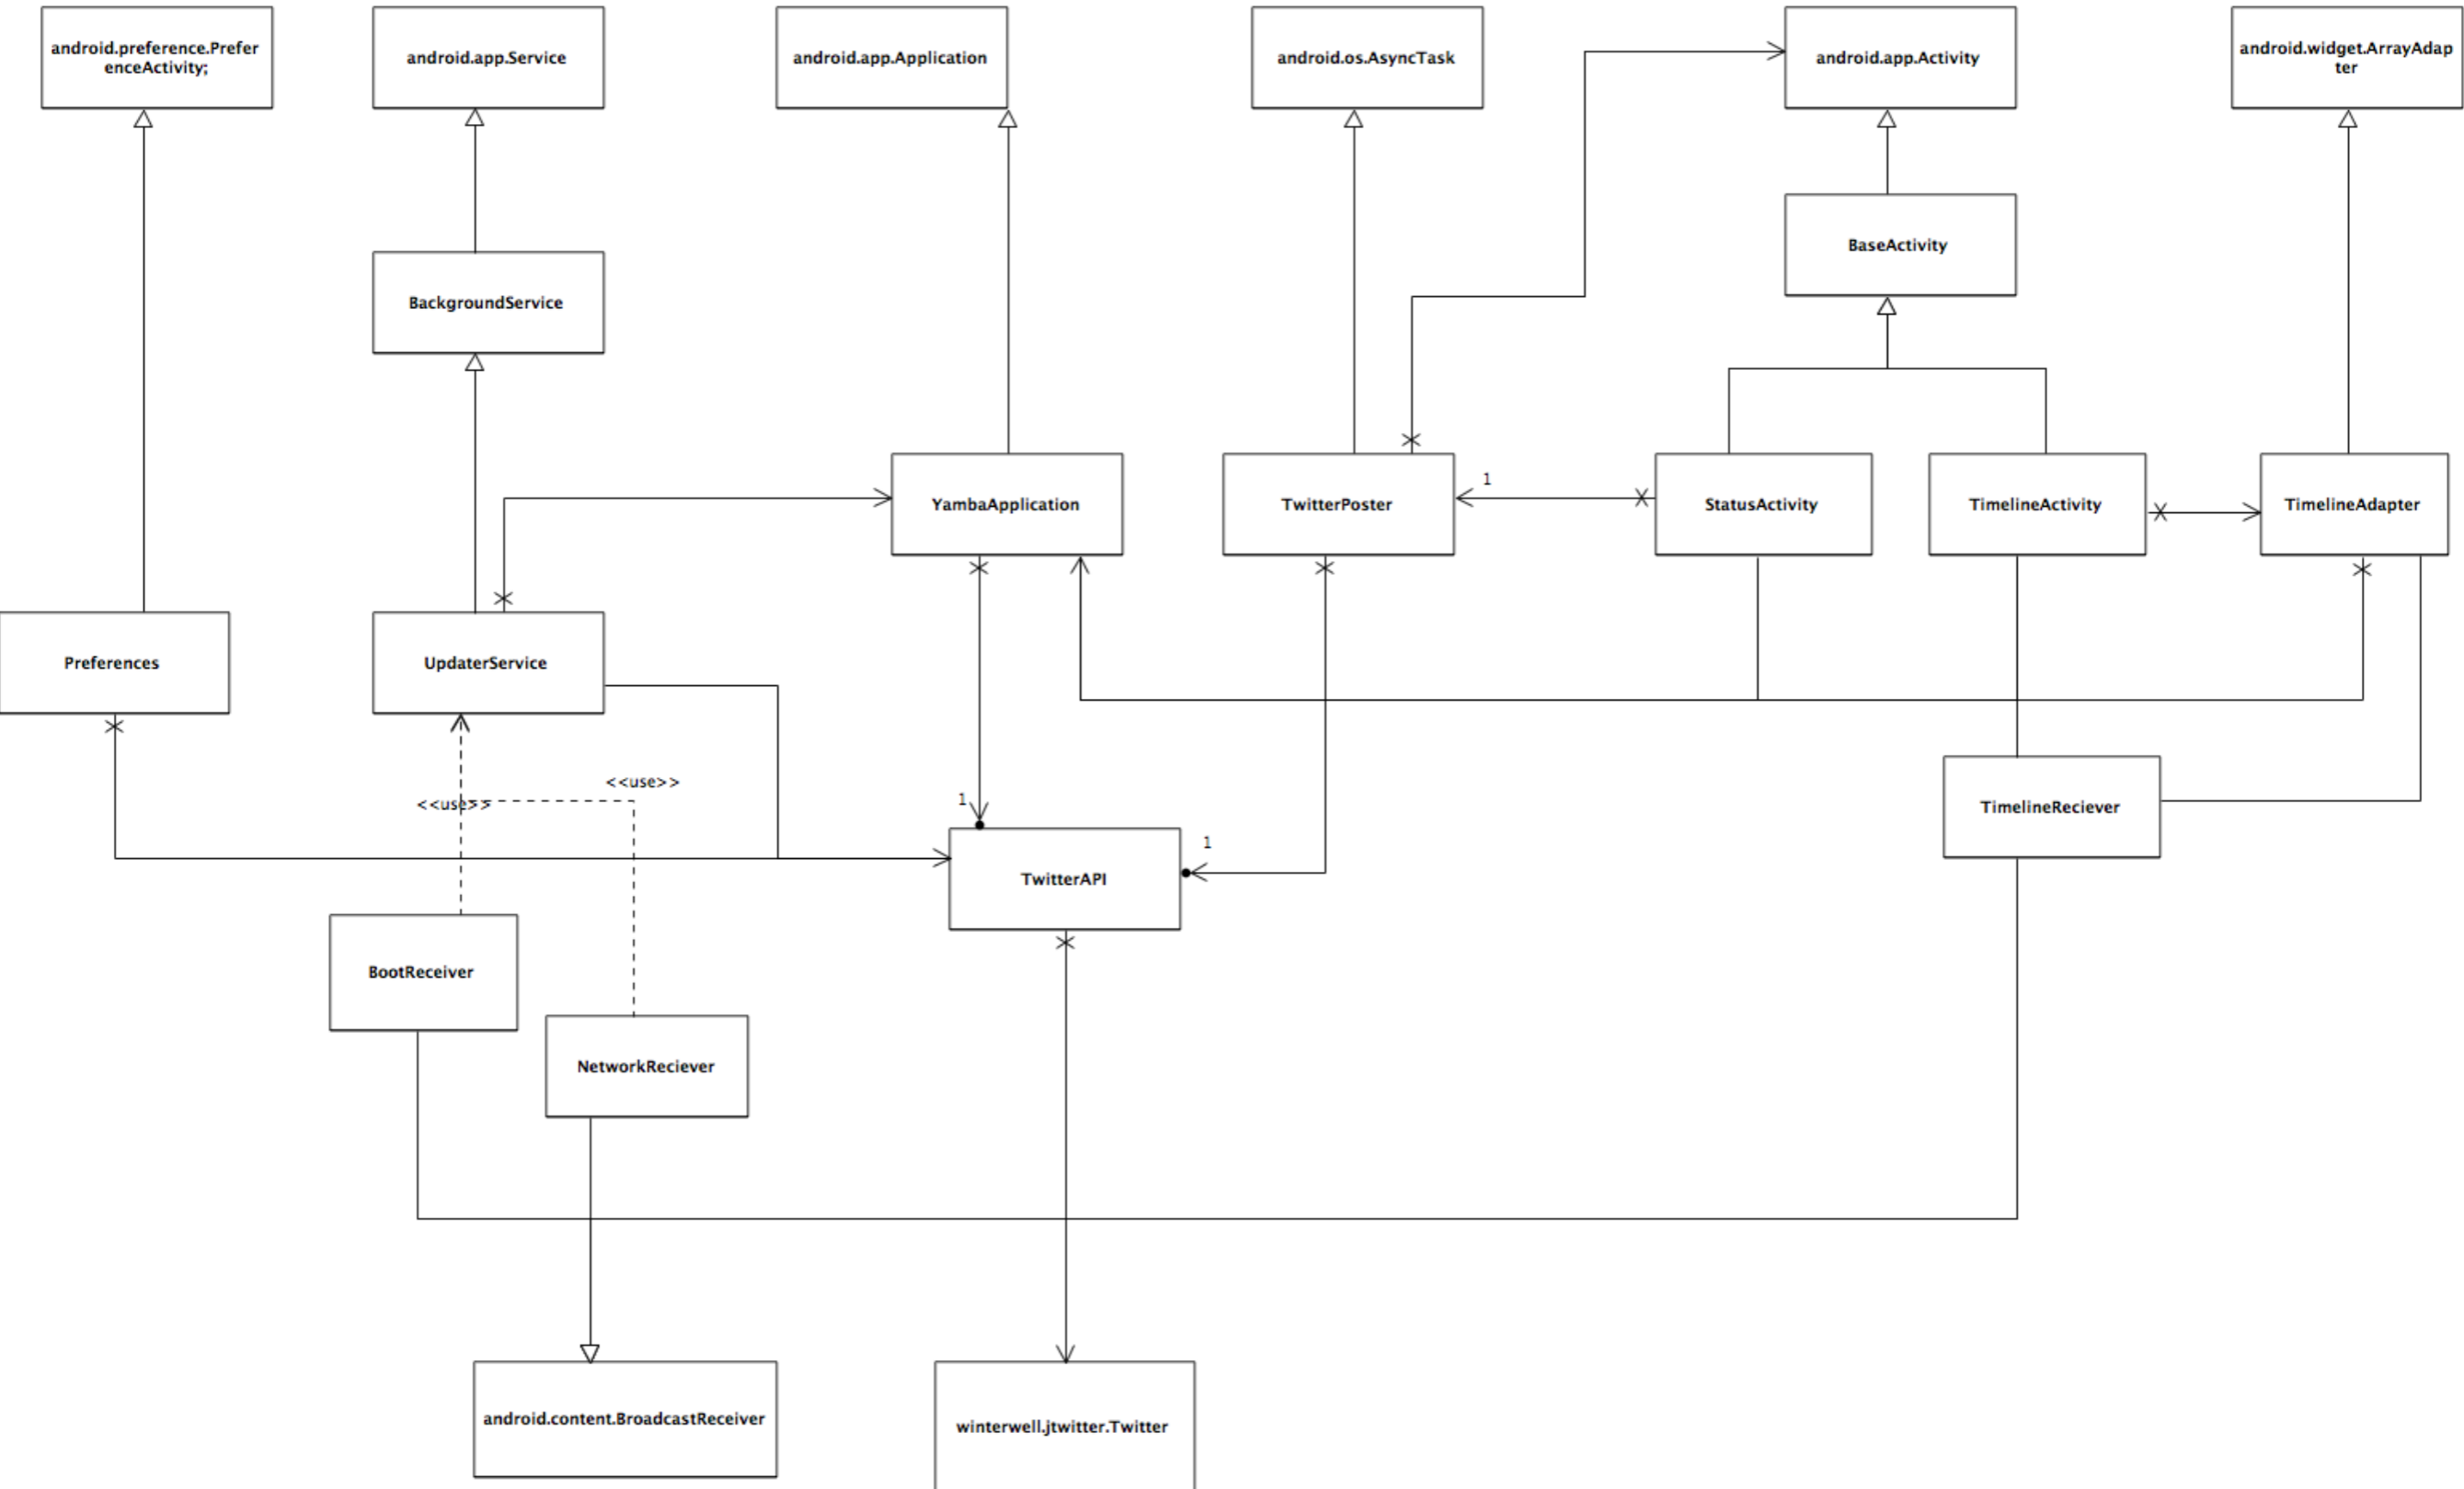 android.preference.Prefer
enceActivity;
android.app.Service
android.app.Application
android.os.AsyncTask
android.app.Activity
android.widget.ArrayAdap
ter
BaseActivity
BackgroundService
YambaApplication
TwitterPoster
1
StatusActivity
TimelineActivity
TimelineAdapter
Preferences
UpdaterService
<<use>>
<<use>>
1
TimelineReciever
1
TwitterAPI
BootReceiver
NetworkReciever
android.content.BroadcastReceiver
winterwell.jtwitter.Twitter